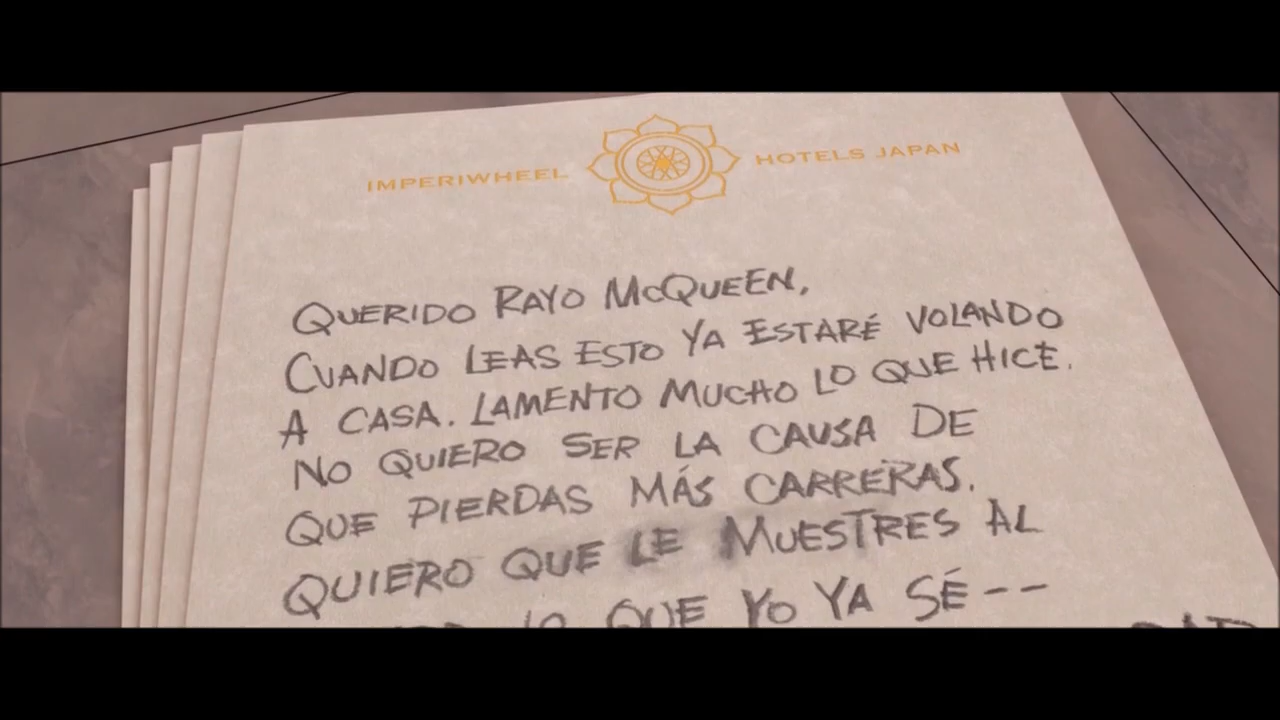 IMPERIWHEEL HOTELS JAPAN
QUERIDO RAYO McQUEEN,
CUANDO LEAS ESTO YA ESTARÉ VOLANDO
A CASA. LAMENTO MUCHO LO QUE HICE.
NO QUIERO SER LA CAUSA DE
QUE PIERDAS MÁS CARRERAS.
QUIERO QUE LE MUESTRES AL
LO QUE YO YA SÉ--